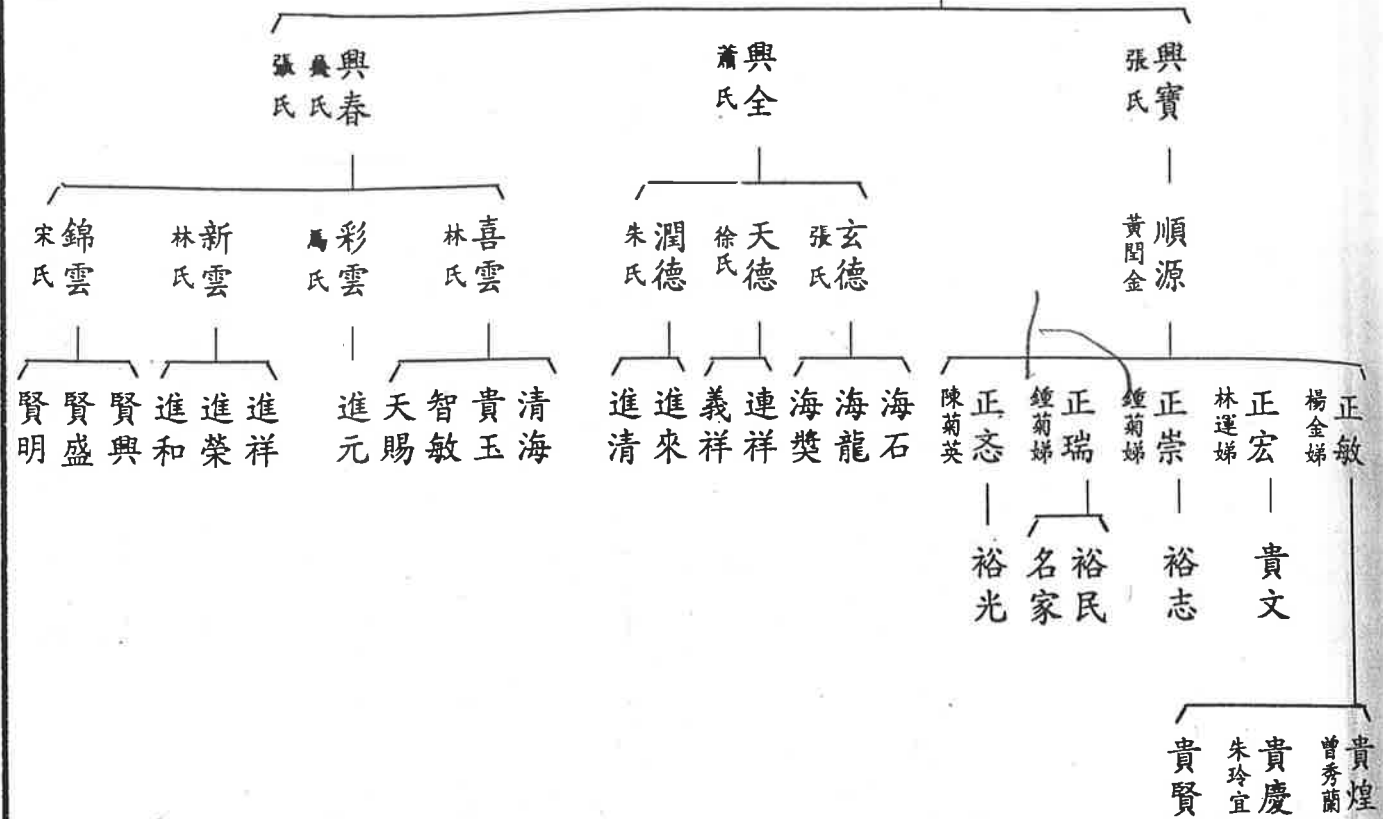 興寶
張氏
興全
蕭氏
興春
吳氏
張氏
順源
黃閏金
玄德
張氏
天德
徐氏
潤德
朱氏
喜雲
林氏
彩雲
馬氏
新雲
林氏
錦雲
宋氏
正敏
楊金娣
正宏
林運娣
正崇
鍾菊娣
正瑞
鍾菊娣
正忞
陳菊英
海石
海龍
海獎
連祥
義祥
進來
進清
清海
貴玉
智敏
天賜
進元
進祥
進榮
進和
賢興
賢盛
賢明
貴文
裕志
裕民
名家
裕光
貴煌
曾秀蘭
貴慶
朱玲宜
貴賢